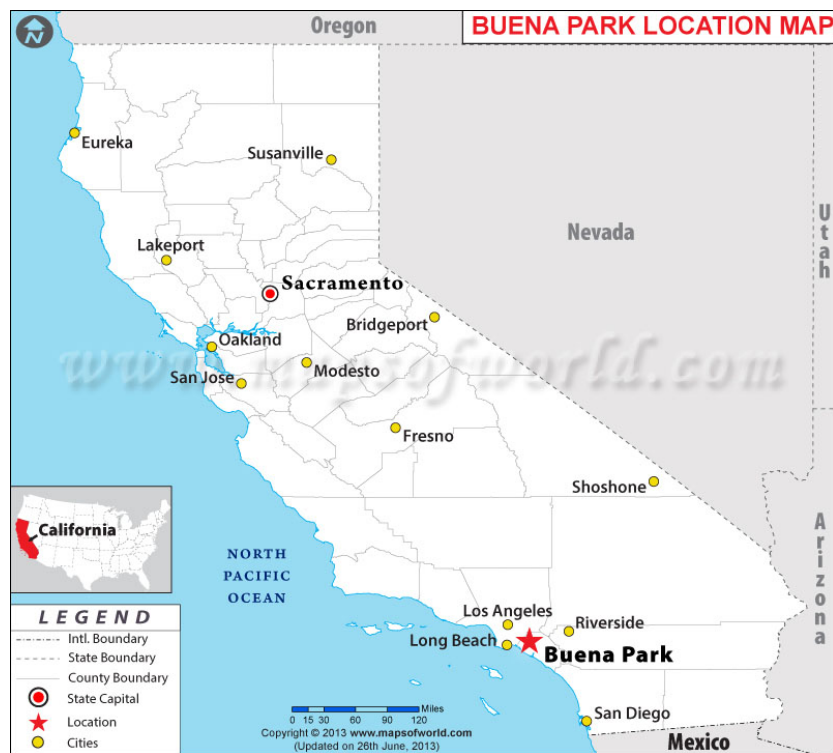 BUENA PARK LOCATION MAP
N
Oregon
Eureka
Susanville
Utah
Nevada
Lakeport
Sacramento
Bridgeport
Oakland
www.mapsofworld.com
Modesto
San Jose
Fresno
Shoshone
Arizona
California
NORTH
PACIFIC
OCEAN
Los Angeles
Riverside
Long Beach
Buena Park
San Diego
Mexico
LEGEND
Intl. Boundary
State Boundary
County Boundary
State Capital
Location
Cities
0 15 30 60 90 120 Miles
Copyright © 2013 www.mapsofworld.com
(Updated on 26th June, 2013)